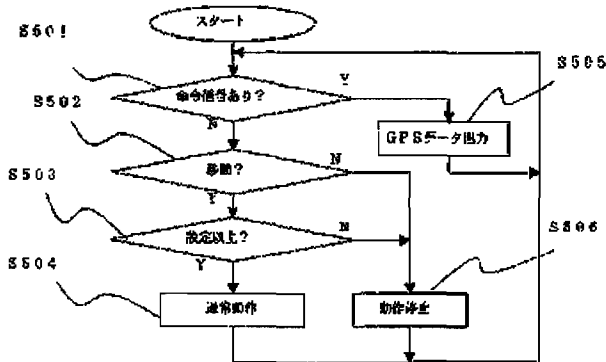 スタート
S501
命令信号あり?
Y
S505
S502
N
GPSデータ出力
移動?
N
S503
Y
設定以上?
N
S506
S504
Y
通常動作
動作停止